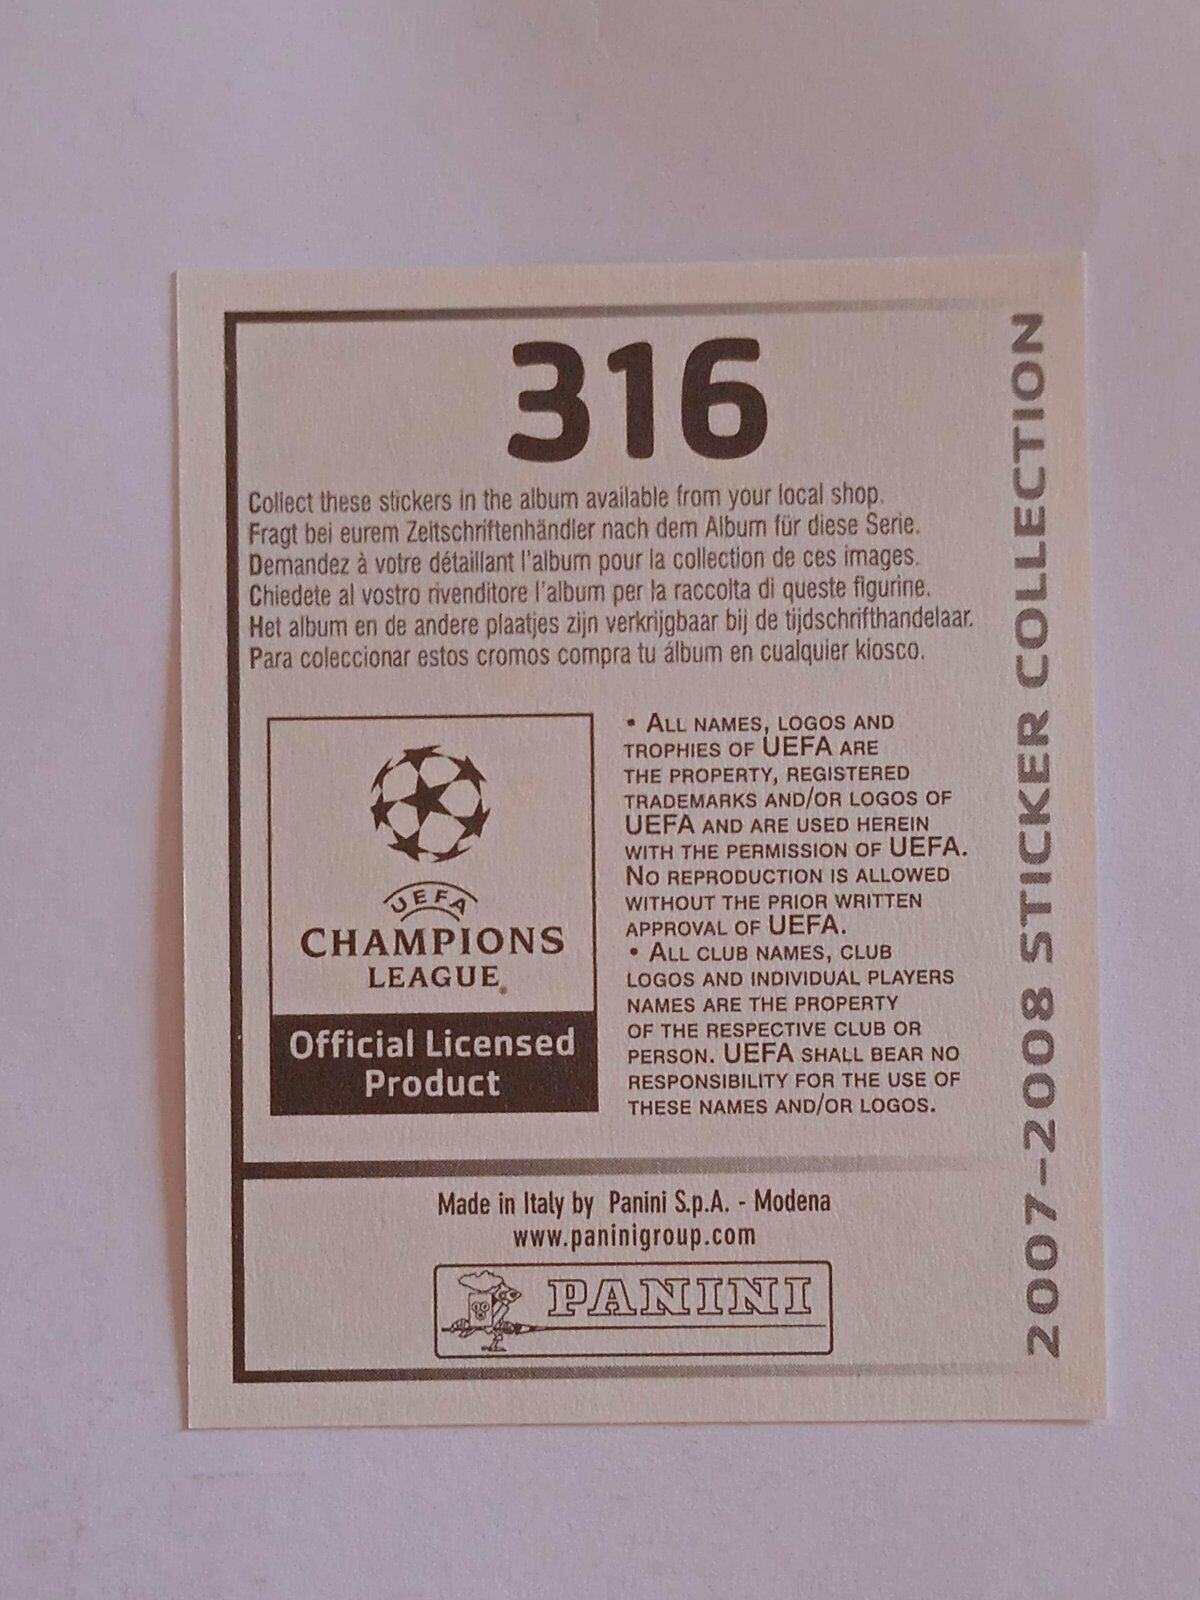 316
Collect these stickers in the album available from your local shop.
Fragt bei eurem Zeitschriftenhändler nach dem Album für diese Serie.
Demandez à votre détaillant l'album pour la collection de ces images.
Chiedete al vostro rivenditore l'album per la raccolta di queste figurine.
Het album en de andere plaatjes zijn verkrijgbaar bij de tijdschrifthandelaar.
Para coleccionar estos cromos compra tu álbum en cualquier kiosco.
UEFA
CHAMPIONS
LEAGUE®
Official Licensed
Product
• ALL NAMES, LOGOS AND
TROPHIES OF UEFA ARE
THE PROPERTY, REGISTERED
TRADEMARKS AND/OR LOGOS OF
UEFA AND ARE USED HEREIN
WITH THE PERMISSION OF UEFA.
NO REPRODUCTION IS ALLOWED
WITHOUT THE PRIOR WRITTEN
APPROVAL OF UEFA.
• ALL CLUB NAMES, CLUB
LOGOS AND INDIVIDUAL PLAYERS
NAMES ARE THE PROPERTY
OF THE RESPECTIVE CLUB OR
PERSON. UEFA SHALL BEAR NO
RESPONSIBILITY FOR THE USE OF
THESE NAMES AND/OR LOGOS.
Made in Italy by Panini S.p.A. - Modena
www.paninigroup.com
PANINI
2007-2008 STICKER COLLECTION